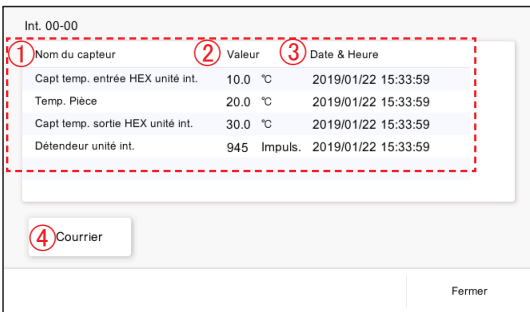 Int. 00-00
① Nom du capteur ② Valeur ③ Date & Heure
Capt temp. entrée HEX unité int. 10.0 °C 2019/01/22 15:33:59
Temp. Pièce 20.0 °C 2019/01/22 15:33:59
Capt temp. sortie HEX unité int. 30.0 °C 2019/01/22 15:33:59
Détendeur unité int. 945 Impuls. 2019/01/22 15:33:59
④ Courrier
Fermer